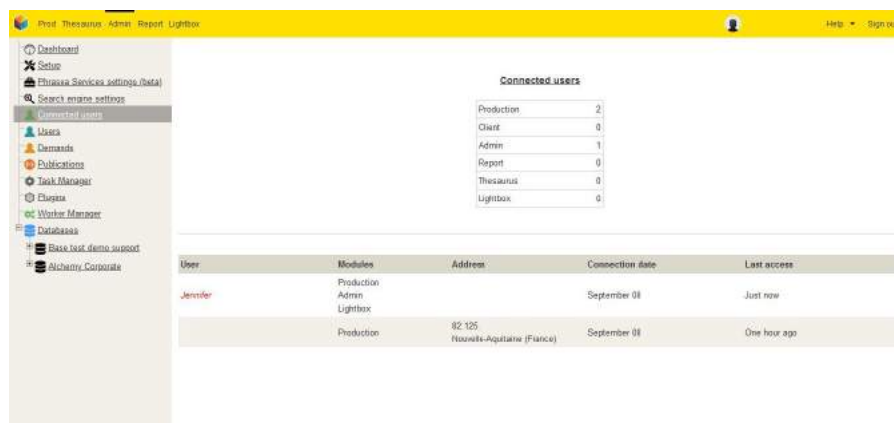 Prod Thesaurus Admin Report Lightbox
Help Sign ou
Dashboard
Setup
Phrasea Services settings (beta)
Search engine settings
Connected users
Users
Demands
Publications
Task Manager
Plugins
Worker Manager
Databases
Base test demo support
Alchemy Corporate
Connected users
Production 2
Client 0
Admin 1
Report 0
Thesaurus 0
Lightbox 0
User Modules Address Connection date Last access
Production
Jennifer Admin September 08 Just now
Lightbox
82.125
Production September 08 One hour ago
Nouvelle-Aquitaine (France)